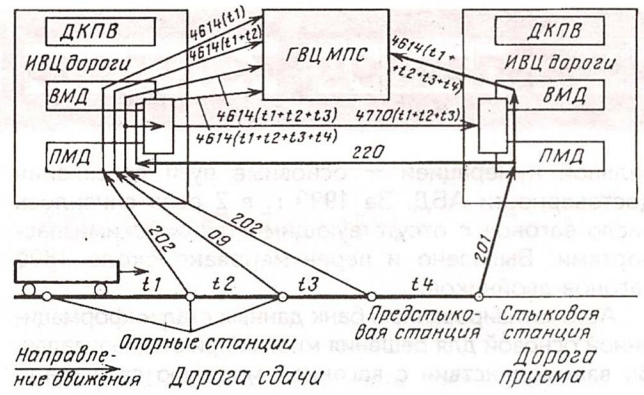 ДКПВ
ИВЦ дороги
ВМД
ПМД
4614(t1)
4614(t1+t2)
ГВЦ МПС
4614(t1+
+t2+t3+t4)
ДКПВ
ИВЦ дороги
ВМД
ПМД
4614(t1+t2+t3)
4614(t1+t2+t3+t4)
4770(t1+t2+t3)
220
202
09
202
201
t1
t2
t3
t4
Опорные станции
Предстыко-
вая станция
Стыковая
станция
Направле-
ние движения
Дорога сдачи
Дорога
приема